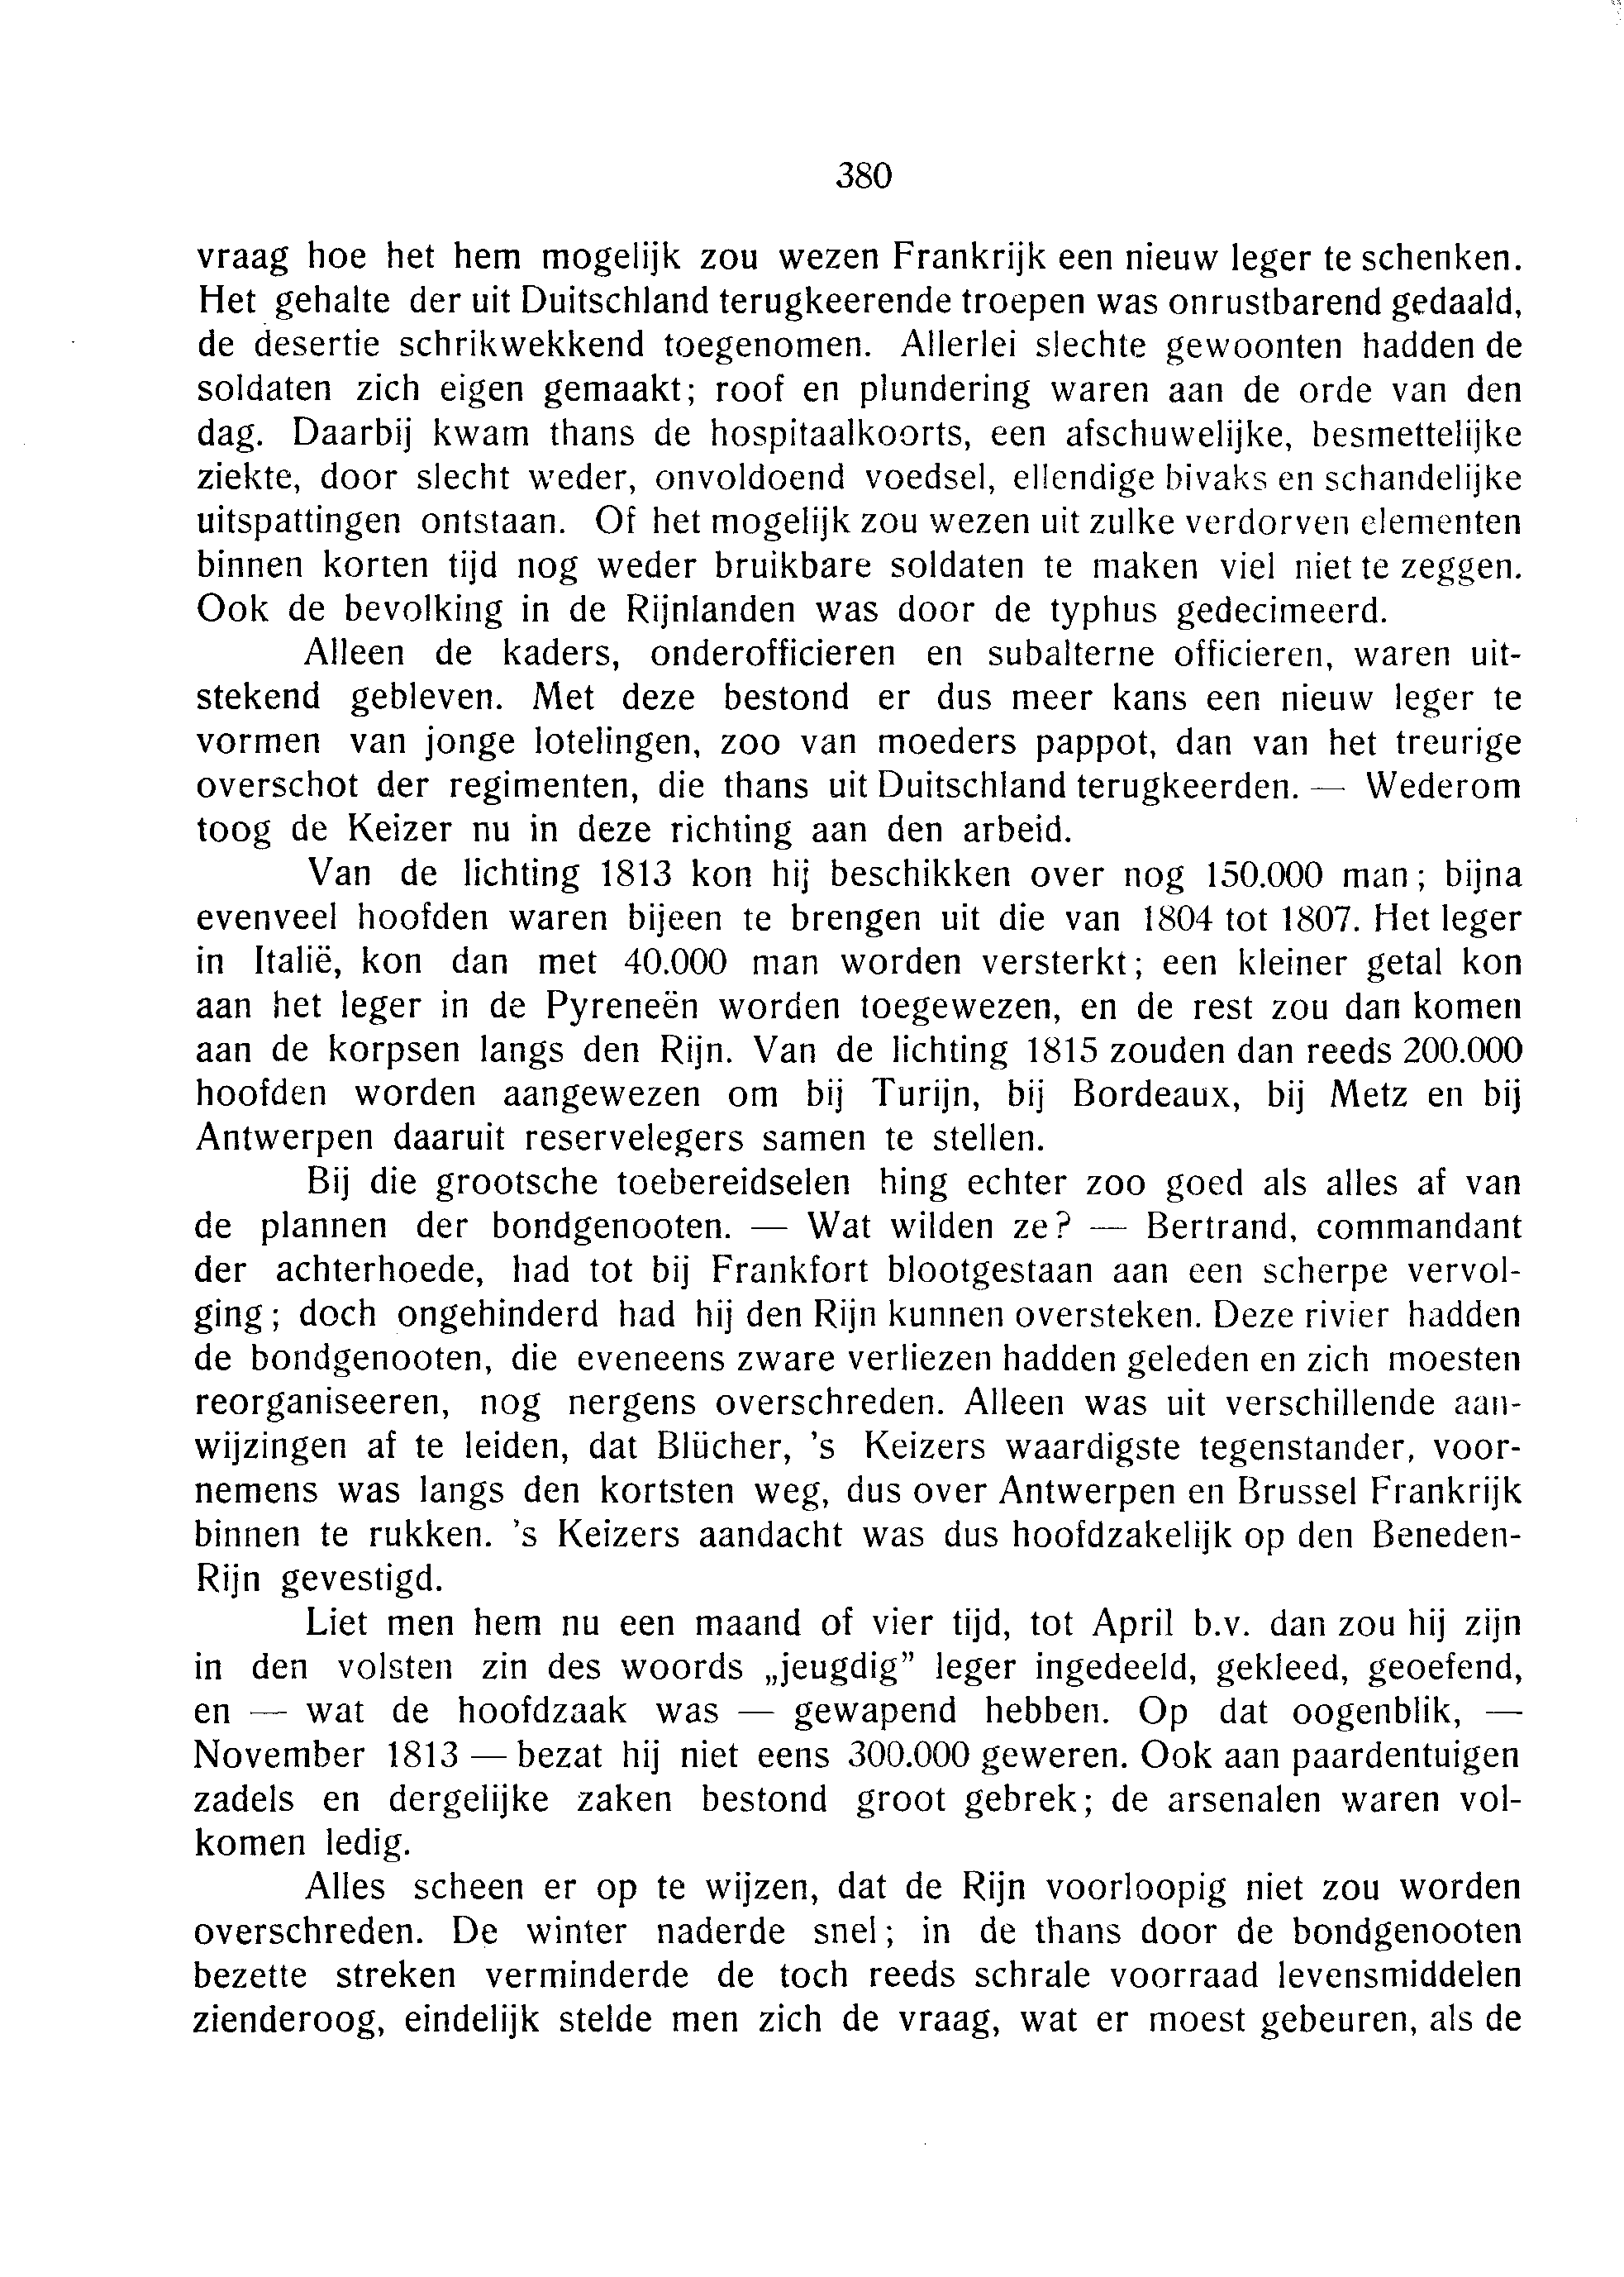 380
vraag hoe het hem mogelijk zou wezen Frankrijk een nieuw leger te schenken.
Het gehalte der uit Duitschland terugkeerende troepen was onrustbarend gedaald,
de desertie schrikwekkend toegenomen. Allerlei slechte gewoonten hadden de
soldaten zich eigen gemaakt; roof en plundering waren aan de orde van den
dag. Daarbij kwam thans de hospitaalkoorts, een afschuwelijke, besmettelijke
ziekte, door slecht weder, onvoldoend voedsel, ellendige bivaks en schandelijke
uitspattingen ontstaan. Of het mogelijk zou wezen uit zulke verdorven elementen
binnen korten tijd nog weder bruikbare soldaten te maken viel niet te zeggen.
Ook de bevolking in de Rijnlanden was door de typhus gedecimeerd.
Alleen de kaders, onderofficieren en subalterne officieren, waren uit-
stekend gebleven. Met deze bestond er dus meer kans een nieuw leger te
vormen van jonge lotelingen, zoo van moeders pappot, dan van het treurige
overschot der regimenten, die thans uit Duitschland terugkeerden. — Wederom
toog de Keizer nu in deze richting aan den arbeid.
Van de lichting 1813 kon hij beschikken over nog 150.000 man; bijna
evenveel hoofden waren bijeen te brengen uit die van 1804 tot 1807. Het leger
in Italië, kon dan met 40.000 man worden versterkt; een kleiner getal kon
aan het leger in de Pyreneën worden toegewezen, en de rest zou dan komen
aan de korpsen langs den Rijn. Van de lichting 1815 zouden dan reeds 200.000
hoofden worden aangewezen om bij Turijn, bij Bordeaux, bij Metz en bij
Antwerpen daaruit reservelegers samen te stellen.
Bij die grootsche toebereidselen hing echter zoo goed als alles af van
de plannen der bondgenooten. — Wat wilden ze? — Bertrand, commandant
der achterhoede, had tot bij Frankfort blootgestaan aan een scherpe vervol-
ging; doch ongehinderd had hij den Rijn kunnen oversteken. Deze rivier hadden
de bondgenooten, die eveneens zware verliezen hadden geleden en zich moesten
reorganiseeren, nog nergens overschreden. Alleen was uit verschillende aan-
wijzingen af te leiden, dat Blücher, 's Keizers waardigste tegenstander, voor-
nemens was langs den kortsten weg, dus over Antwerpen en Brussel Frankrijk
binnen te rukken. 's Keizers aandacht was dus hoofdzakelijk op den Beneden-
Rijn gevestigd.
Liet men hem nu een maand of vier tijd, tot April b.v. dan zou hij zijn
in den volsten zin des woords „jeugdig” leger ingedeeld, gekleed, geoefend,
en — wat de hoofdzaak was — gewapend hebben. Op dat oogenblik, —
November 1813 — bezat hij niet eens 300.000 geweren. Ook aan paardentuigen
zadels en dergelijke zaken bestond groot gebrek; de arsenalen waren vol-
komen ledig.
Alles scheen er op te wijzen, dat de Rijn voorloopig niet zou worden
overschreden. De winter naderde snel; in de thans door de bondgenooten
bezette streken verminderde de toch reeds schrale voorraad levensmiddelen
zienderoog, eindelijk stelde men zich de vraag, wat er moest gebeuren, als de